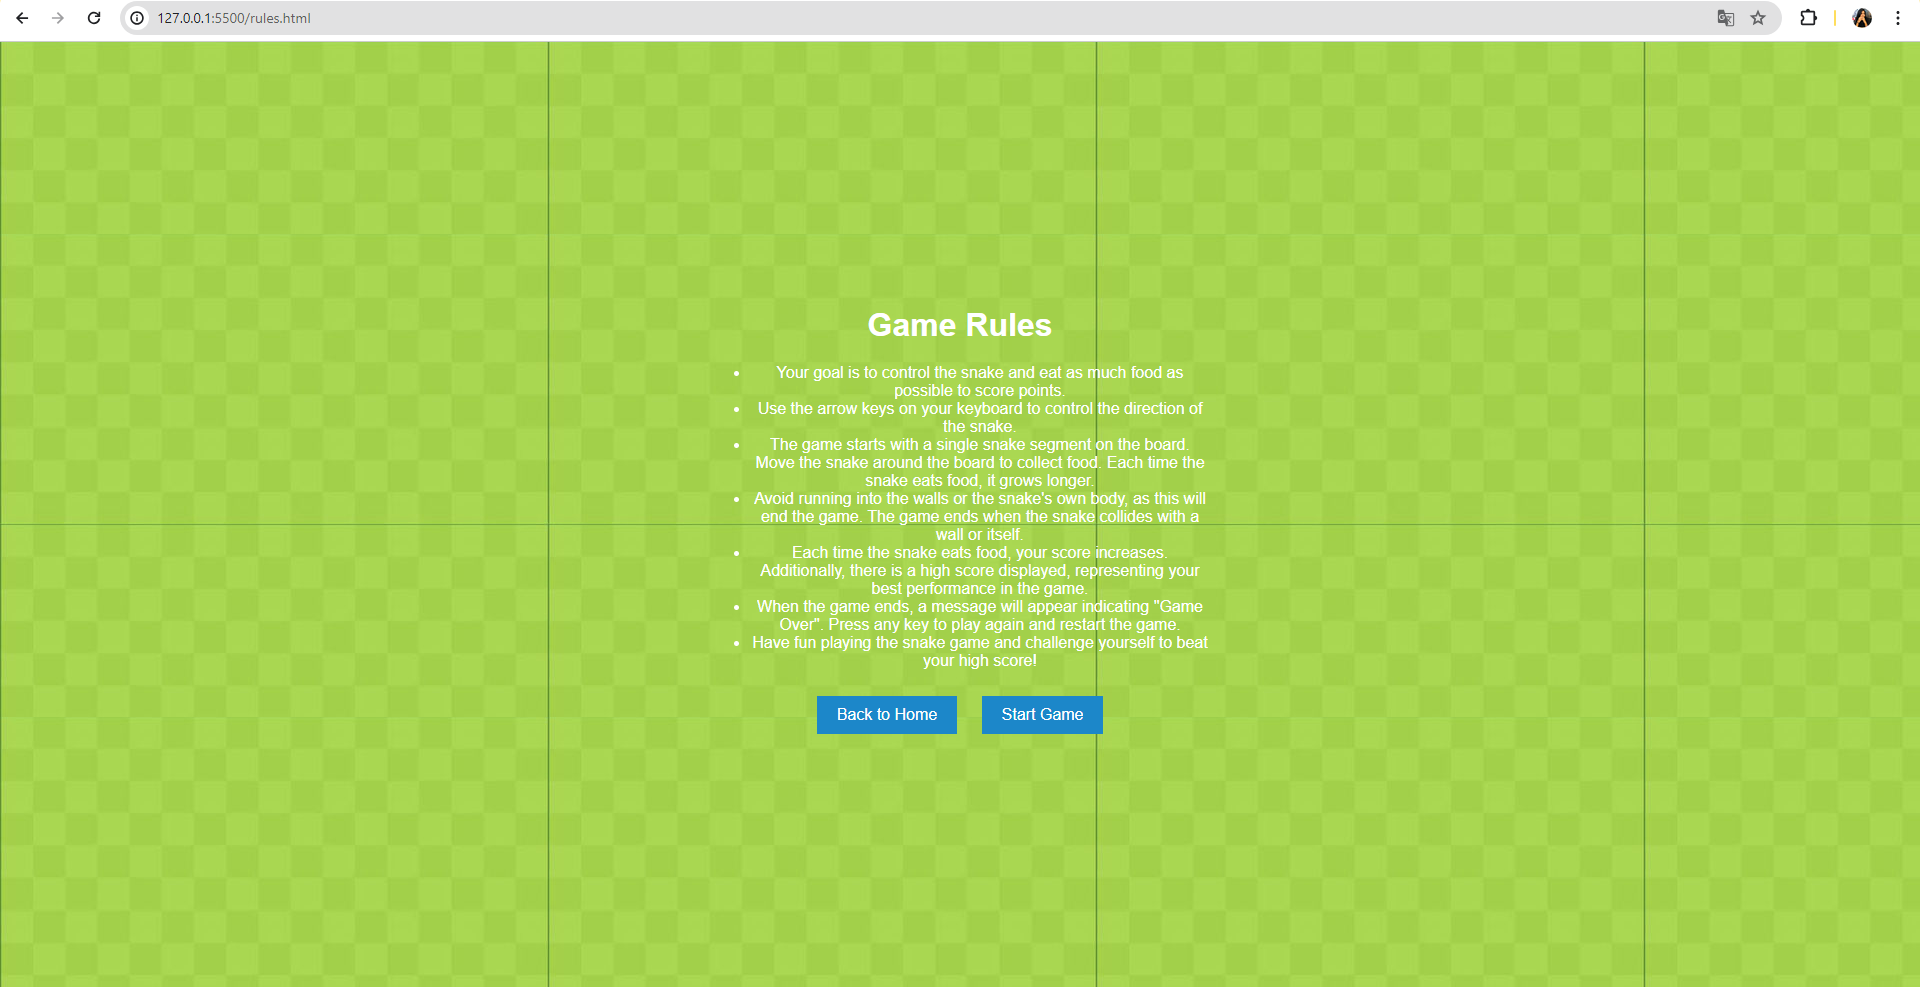 127.0.0.1:5500/rules.html
Game Rules
• Your goal is to control the snake and eat as much food as
possible to score points.
• Use the arrow keys on your keyboard to control the direction of
the snake.
• The game starts with a single snake segment on the board.
Move the snake around the board to collect food. Each time the
snake eats food, it grows longer.
• Avoid running into the walls or the snake's own body, as this will
end the game. The game ends when the snake collides with a
wall or itself.
• Each time the snake eats food, your score increases.
Additionally, there is a high score displayed, representing your
best performance in the game.
• When the game ends, a message will appear indicating "Game
Over". Press any key to play again and restart the game.
• Have fun playing the snake game and challenge yourself to beat
your high score!
Back to Home
Start Game